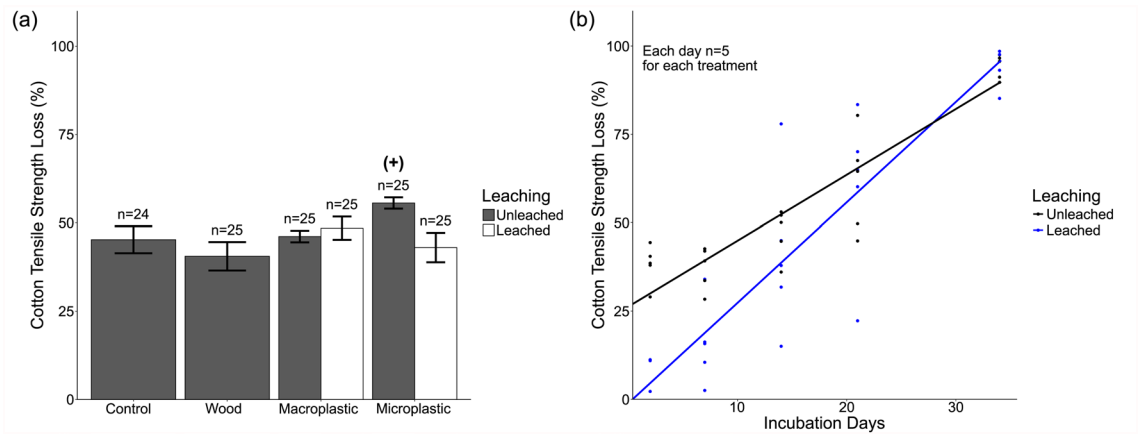 (a)
Cotton Tensile Strength Loss (%)
100
75
50
25
0
n=24
n=25
n=25
n=25
(+)
n=25
n=25
Control
Wood
Macroplastic
Microplastic
Leaching
Unleached
Leached
(b)
Cotton Tensile Strength Loss (%)
100
75
50
25
0
Each day n=5
for each treatment
10
20
30
Incubation Days
Leaching
Unleached
Leached